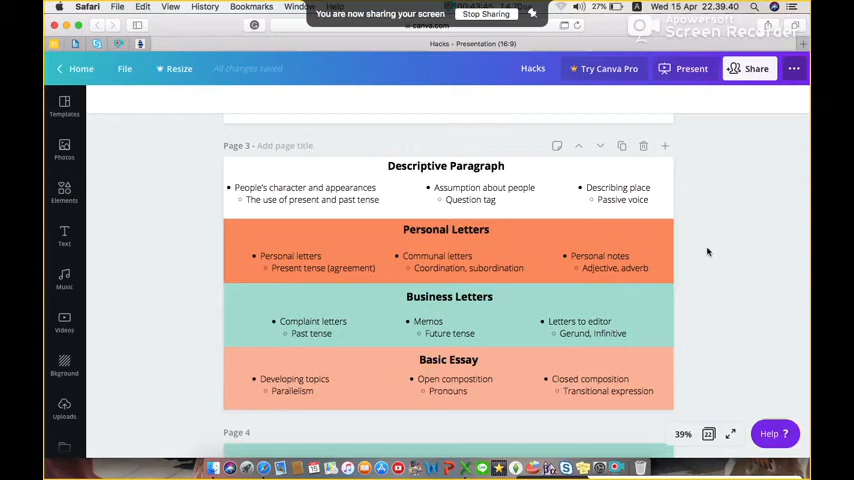 Safari File Edit View History Bookmarks Window
You are now sharing your screen Stop Sharing
27% Wed 15 Apr 22.39.40
Apowersoft
Screen Recorder
canva.com
Hacks - Presentation (16:9)
Home File Resize All changes saved Hacks Try Canva Pro Present Share
Templates
Photos
Elements
Text
Music
Videos
Bkground
Uploads
Page 3 - Add page title
Descriptive Paragraph
People's character and appearances
The use of present and past tense
Assumption about people
Question tag
Describing place
Passive voice
Personal Letters
Personal letters
Present tense (agreement)
Communal letters
Coordination, subordination
Personal notes
Adjective, adverb
Business Letters
Complaint letters
Past tense
Memos
Future tense
Letters to editor
Gerund, Infinitive
Basic Essay
Developing topics
Parallelism
Open compostition
Pronouns
Closed composition
Transitional expression
Page 4
39% 22
Help ?